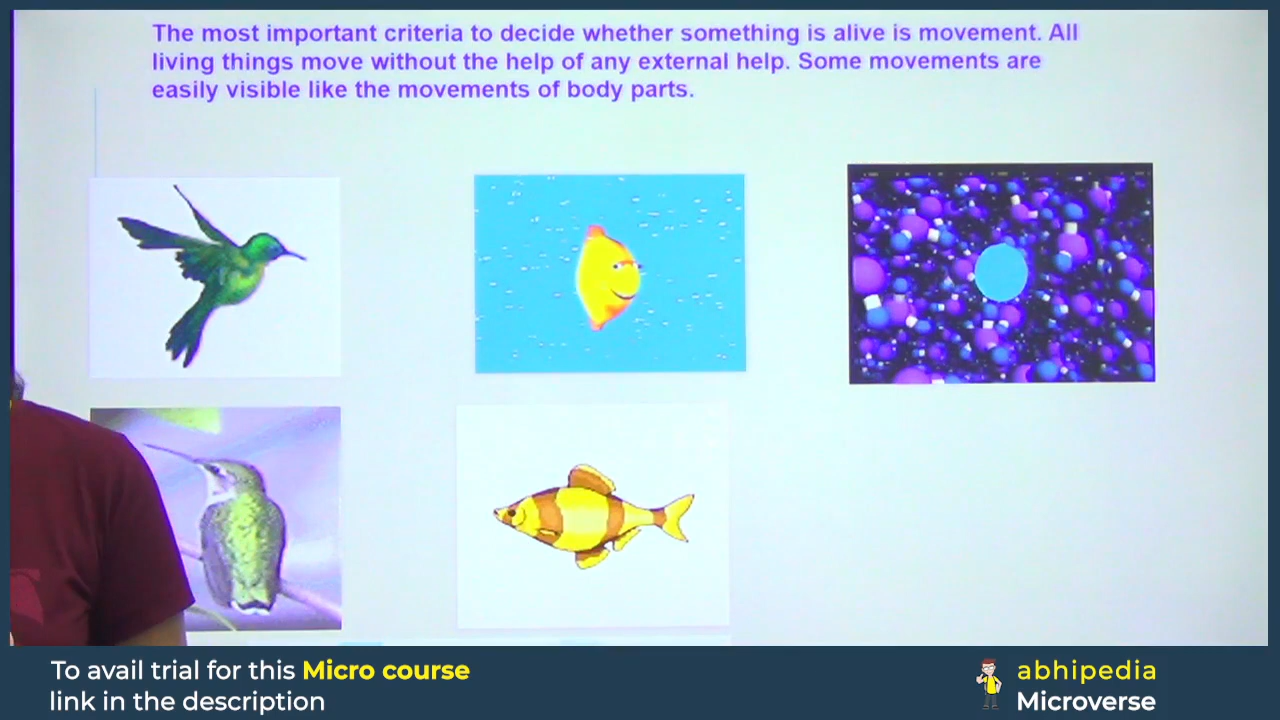 The most important criteria to decide whether something is alive is movement. All
living things move without the help of any external help. Some movements are
easily visible like the movements of body parts.
To avail trial for this Micro course
link in the description
abhipedia
Microverse